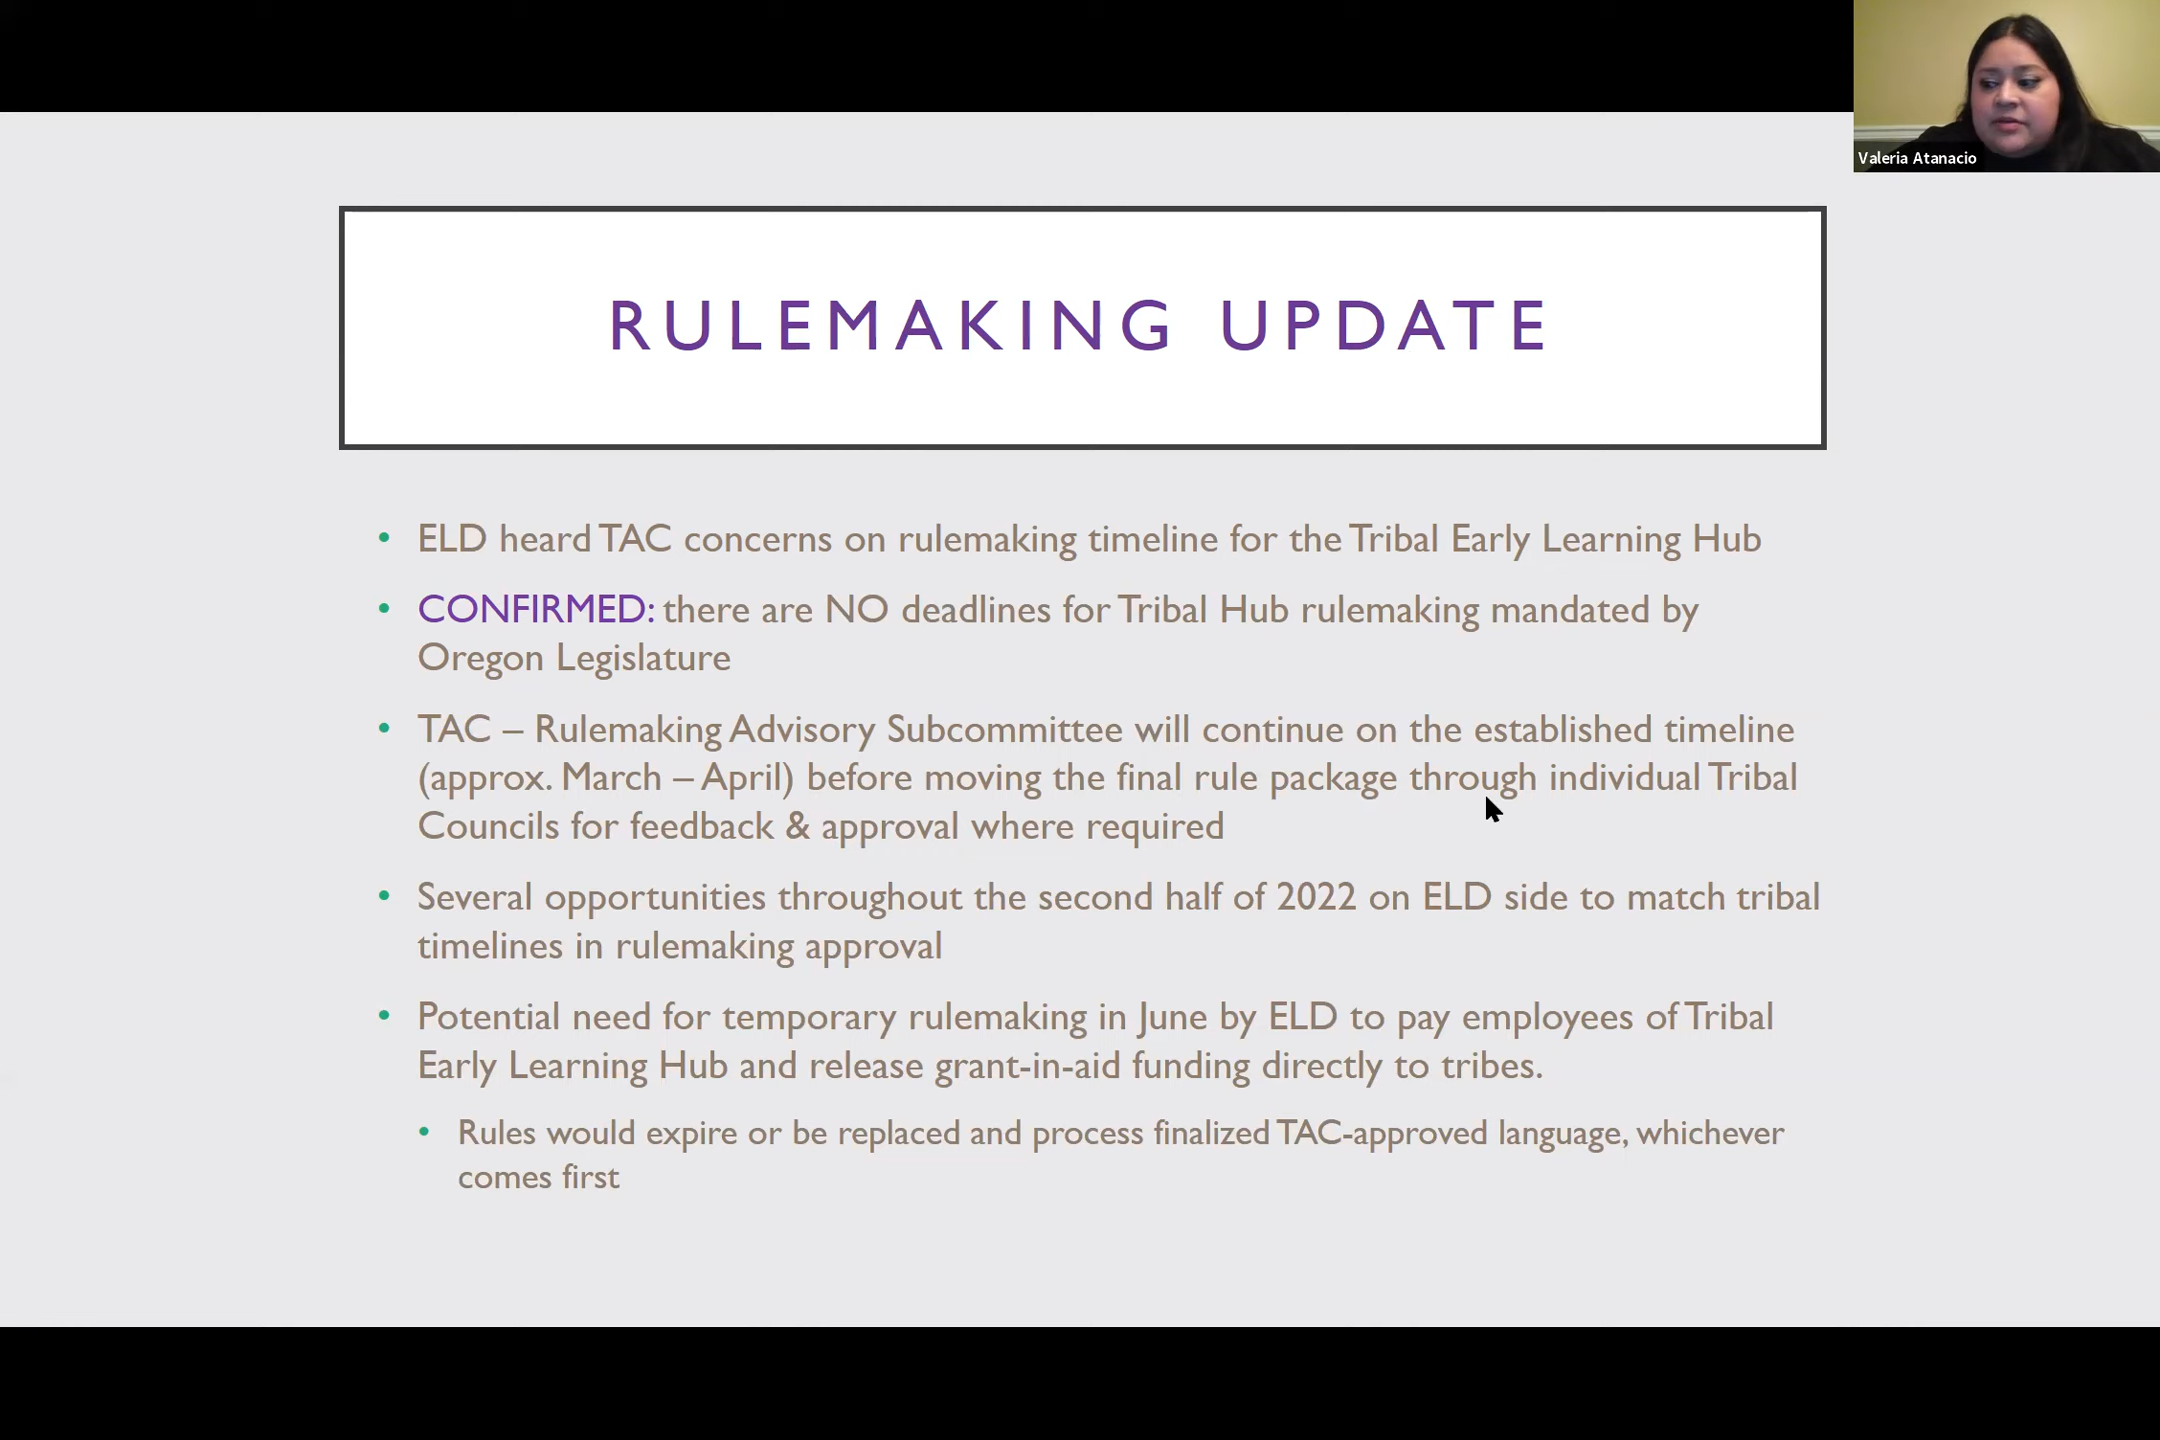 Valeria Atanacio
RULEMAKING UPDATE
• ELD heard TAC concerns on rulemaking timeline for the Tribal Early Learning Hub
• CONFIRMED: there are NO deadlines for Tribal Hub rulemaking mandated by
Oregon Legislature
• TAC – Rulemaking Advisory Subcommittee will continue on the established timeline
(approx. March – April) before moving the final rule package through individual Tribal
Councils for feedback & approval where required
• Several opportunities throughout the second half of 2022 on ELD side to match tribal
timelines in rulemaking approval
• Potential need for temporary rulemaking in June by ELD to pay employees of Tribal
Early Learning Hub and release grant-in-aid funding directly to tribes.
• Rules would expire or be replaced and process finalized TAC-approved language, whichever
comes first